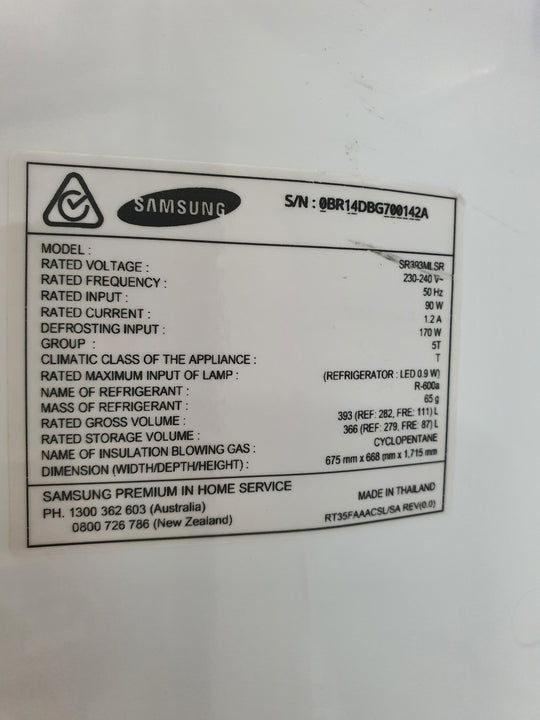 SAMSUNG
S/N : 0BR14DBG700142A
MODEL : SR393MLSR
RATED VOLTAGE : 230-240 V~
RATED FREQUENCY : 50 Hz
RATED INPUT : 90 W
RATED CURRENT : 1.2 A
DEFROSTING INPUT : 170 W
GROUP : 5T
CLIMATIC CLASS OF THE APPLIANCE : T
RATED MAXIMUM INPUT OF LAMP : (REFRIGERATOR : LED 0.9 W)
NAME OF REFRIGERANT : R-600a
MASS OF REFRIGERANT : 65 g
RATED GROSS VOLUME : 393 (REF: 282, FRE: 111) L
RATED STORAGE VOLUME : 366 (REF: 279, FRE: 87) L
NAME OF INSULATION BLOWING GAS : CYCLOPENTANE
DIMENSION (WIDTH/DEPTH/HEIGHT) : 675 mm x 668 mm x 1,715 mm
SAMSUNG PREMIUM IN HOME SERVICE
PH. 1300 362 603 (Australia) MADE IN THAILAND
0800 726 786 (New Zealand) RT35FAAACSL/SA REV(0.0)